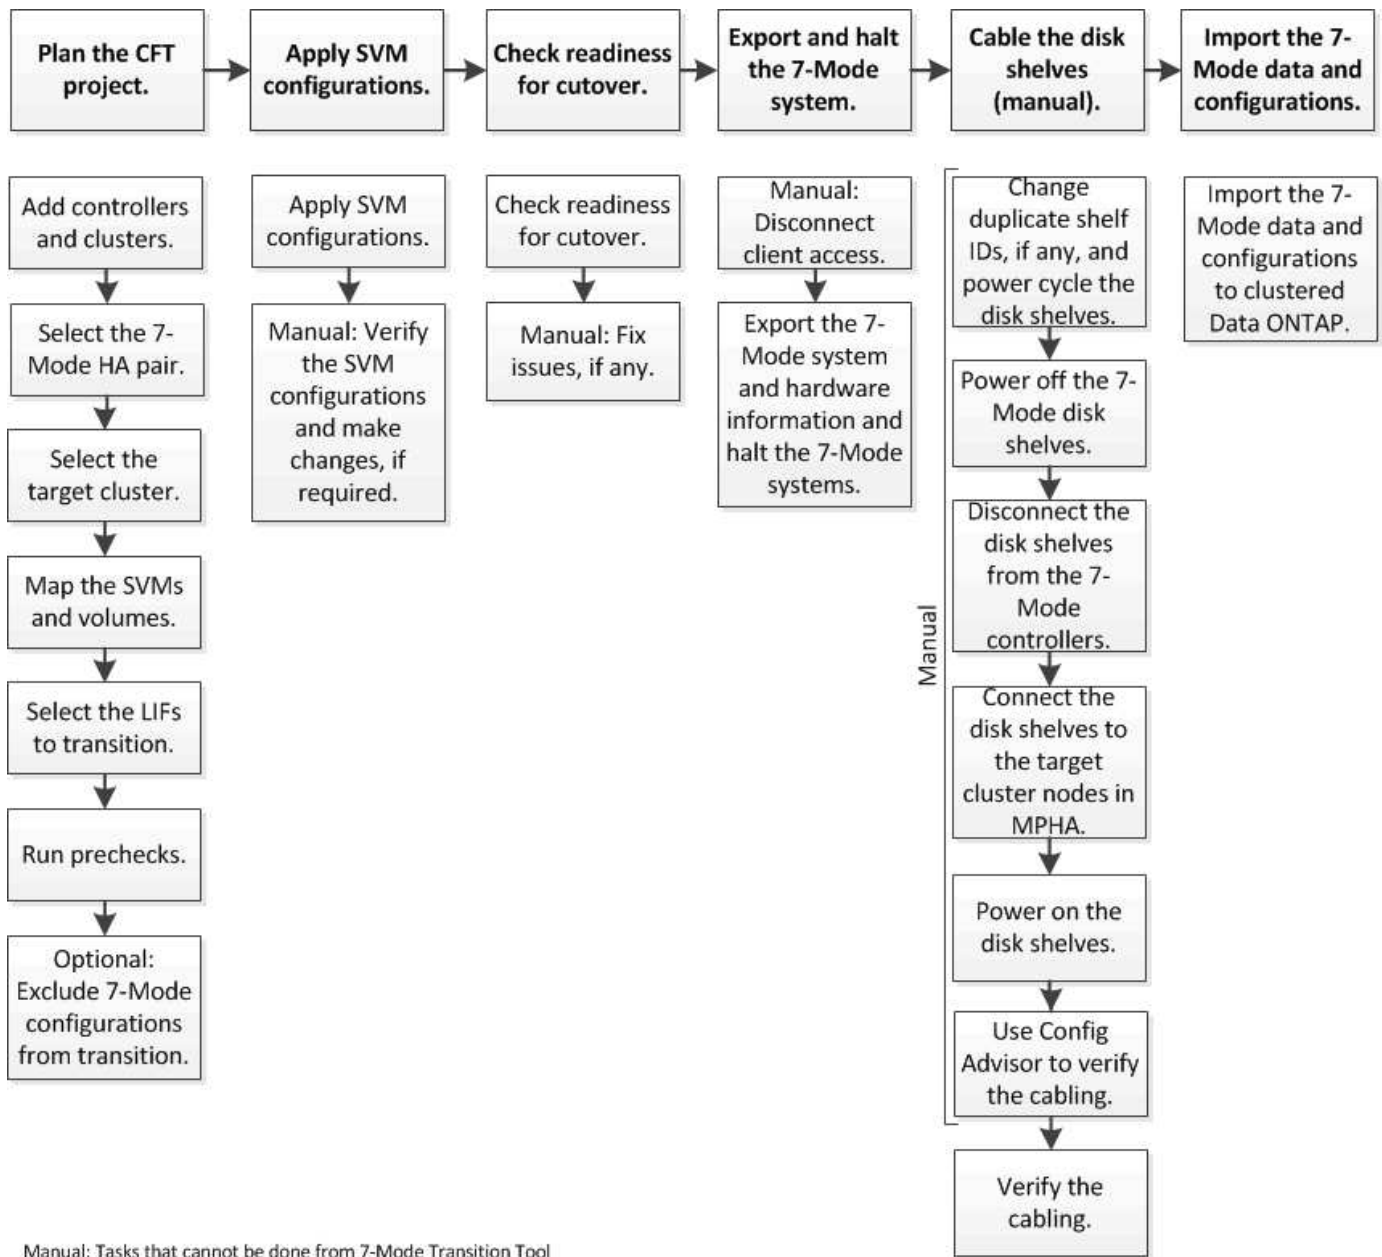 Plan the CFT
project.
Apply SVM
configurations.
Check readiness
for cutover.
Export and halt
the 7-Mode
system.
Cable the disk
shelves
(manual).
Import the 7-
Mode data and
configurations.
Add controllers
and clusters.
Select the 7-
Mode HA pair.
Select the
target cluster.
Map the SVMs
and volumes.
Select the LIFs
to transition.
Run prechecks.
Optional:
Exclude 7-Mode
configurations
from transition.
Apply SVM
configurations.
Manual: Verify
the SVM
configurations
and make
changes, if
required.
Check readiness
for cutover.
Manual: Fix
issues, if any.
Manual:
Disconnect
client access.
Export the 7-
Mode system
and hardware
information and
halt the 7-Mode
systems.
Manual
Change
duplicate shelf
IDs, if any, and
power cycle the
disk shelves.
Power off the 7-
Mode disk
shelves.
Disconnect the
disk shelves
from the 7-
Mode
controllers.
Connect the
disk shelves to
the target
cluster nodes in
MPHA.
Power on the
disk shelves.
Use Config
Advisor to verify
the cabling.
Verify the
cabling.
Import the 7-
Mode data and
configurations
to clustered
Data ONTAP.
Manual: Tasks that cannot be done from 7-Mode Transition Tool